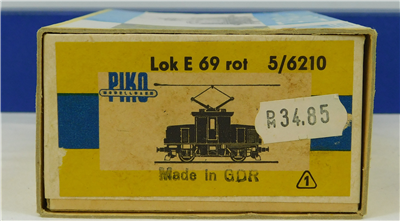 Lok E 69 rot 5/6210
PIKO
MODELLBAHN
R34.85
Made in GDR
1